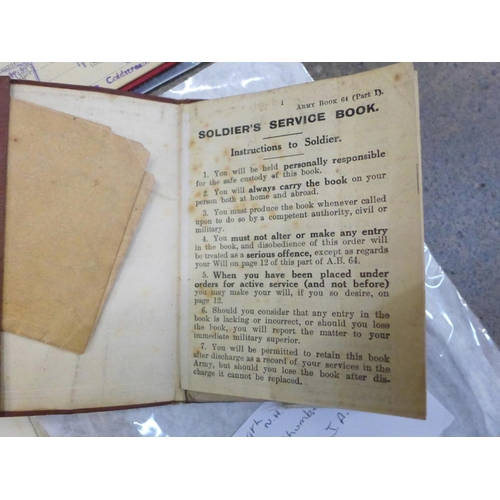 1
ARMY BOOK 64 (Part I).
SOLDIER'S SERVICE BOOK.
Instructions to Soldier.
1. You will be held personally responsible
for the safe custody of this book.
2. You will always carry the book on your
person both at home and abroad.
3. You must produce the book whenever called
upon to do so by a competent authority, civil or
military.
4. You must not alter or make any entry
in the book, and disobedience of this order will
be treated as a serious offence, except as regards
your Will on page 12 of this part of A.B. 64.
5. When you have been placed under
orders for active service (and not before)
you may make your will, if you so desire, on
page 12.
6. Should you consider that any entry in the
book is lacking or incorrect, or should you lose
the book, you will report the matter to your
immediate military superior.
7. You will be permitted to retain this book
after discharge as a record of your services in the
Army, but should you lose the book after dis-
charge it cannot be replaced.
N.H.
J. A.